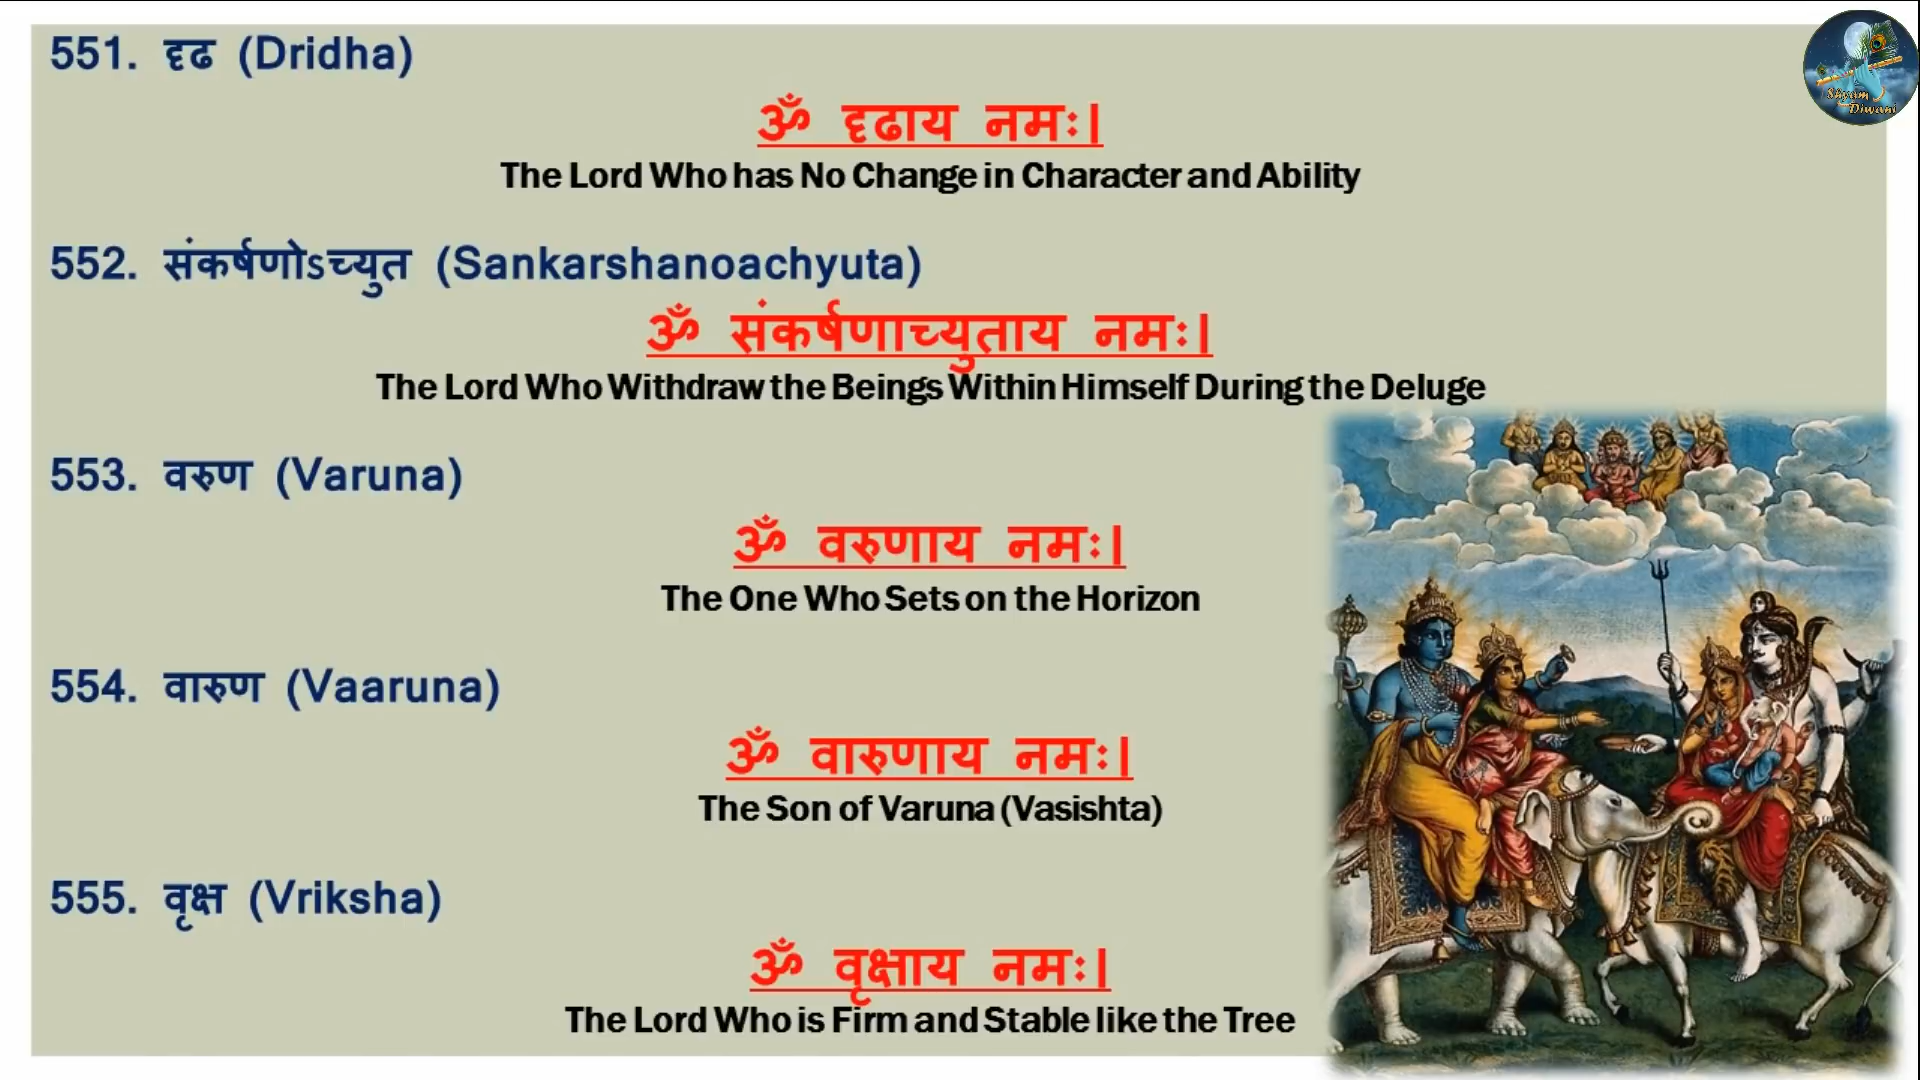 551. दृढ (Dridha)
ॐ दृढाय नमः|
The Lord Who has No Change in Character and Ability
552. संकर्षणोऽच्युत (Sankarshanoachyuta)
ॐ संकर्षणाच्युताय नमः|
The Lord Who Withdraw the Beings Within Himself During the Deluge
553. वरुण (Varuna)
ॐ वरुणाय नमः|
The One Who Sets on the Horizon
554. वारुण (Vaaruna)
ॐ वारुणाय नमः|
The Son of Varuna (Vasishta)
555. वृक्ष (Vriksha)
ॐ वृक्षाय नमः|
The Lord Who is Firm and Stable like the Tree
Shyam
Diwani